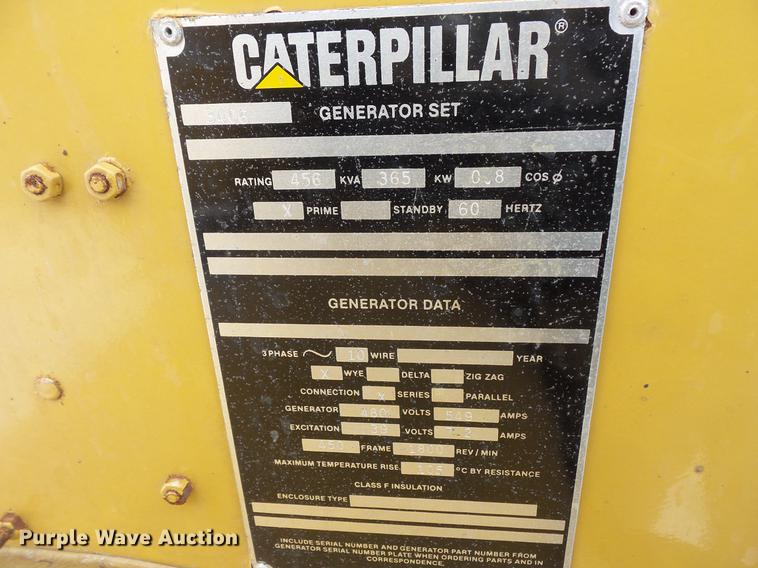 CATERPILLAR®
3406 GENERATOR SET
RATING 456 KVA 365 KW 0.8 COS Ø
X PRIME STANDBY 60 HERTZ
GENERATOR DATA
3 PHASE ~ 10 WIRE YEAR
X WYE DELTA ZIG ZAG
CONNECTION X SERIES PARALLEL
GENERATOR 480 VOLTS 549 AMPS
EXCITATION VOLTS AMPS
FRAME 1800 REV/MIN
MAXIMUM TEMPERATURE RISE 105 °C BY RESISTANCE
CLASS F INSULATION
ENCLOSURE TYPE
INCLUDE SERIAL NUMBER AND GENERATOR PART NUMBER FROM
GENERATOR SERIAL NUMBER PLATE WHEN ORDERING PARTS AND IN
CORRESPONDENCE.
Purple Wave Auction